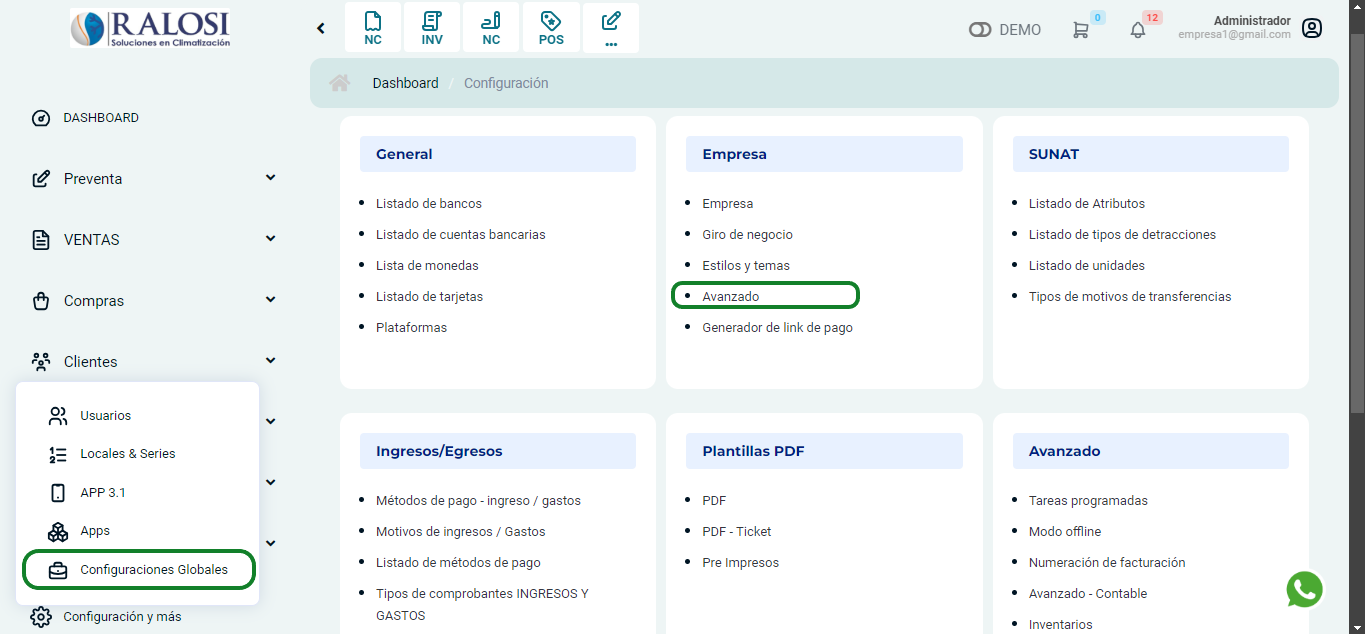 RALOSI
Soluciones en Climatización
NC
INV
NC
POS
...
DEMO
0
12
Administrador
empresa1@gmail.com
Dashboard / Configuración
DASHBOARD
Preventa
VENTAS
Compras
Clientes
Usuarios
Locales & Series
APP 3.1
Apps
Configuraciones Globales
Configuración y más
General
Listado de bancos
Listado de cuentas bancarias
Lista de monedas
Listado de tarjetas
Plataformas
Empresa
Empresa
Giro de negocio
Estilos y temas
Avanzado
Generador de link de pago
SUNAT
Listado de Atributos
Listado de tipos de detracciones
Listado de unidades
Tipos de motivos de transferencias
Ingresos/Egresos
Métodos de pago - ingreso / gastos
Motivos de ingresos / Gastos
Listado de métodos de pago
Tipos de comprobantes INGRESOS Y
GASTOS
Plantillas PDF
PDF
PDF - Ticket
Pre Impresos
Avanzado
Tareas programadas
Modo offline
Numeración de facturación
Avanzado - Contable
Inventarios